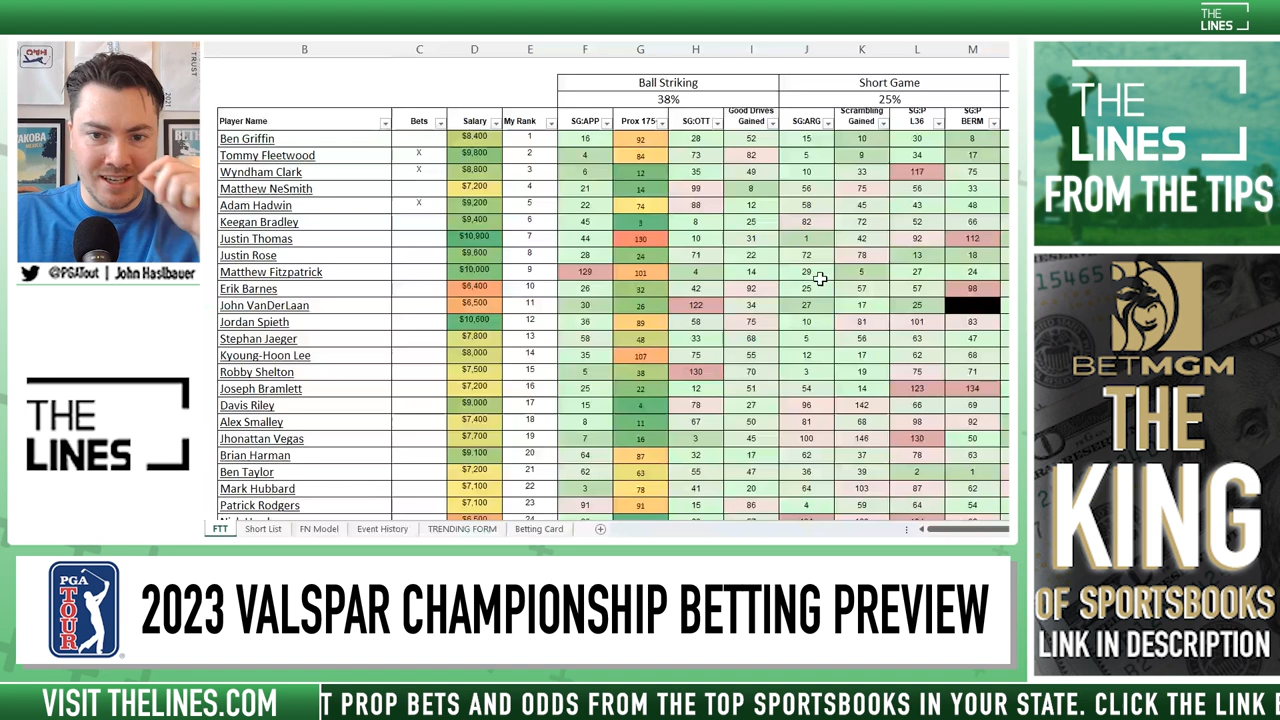 THE
LINES
TRUST
2021
TAKOBA
MEXICO
@PGATout | John Haslbauer
THE
LINES
B C D E F G H I J K L M
Ball Striking Short Game
38% 25%
Player Name Bets Salary My Rank SG:APP Prox 175 SG:OTT Good Drives Gained SG:ARG Scrambling Gained SG:P L36 SG:P BERM
Ben Griffin $8,400 1 16 92 28 52 15 10 30 8
Tommy Fleetwood X $9,800 2 4 84 73 82 5 9 34 17
Wyndham Clark X $8,800 3 6 12 35 49 10 33 117 75
Matthew NeSmith $7,200 4 21 14 99 8 56 75 56 33
Adam Hadwin X $9,200 5 22 74 88 12 58 45 43 48
Keegan Bradley $9,400 6 45 3 8 25 82 72 52 66
Justin Thomas $10,900 7 44 130 10 31 1 42 92 112
Justin Rose $9,600 8 28 24 71 22 72 78 13 18
Matthew Fitzpatrick $10,000 9 129 101 4 14 29 5 27 24
Erik Barnes $6,400 10 26 32 42 92 25 57 57 98
John VanDerLaan $6,500 11 30 26 122 34 27 17 25
Jordan Spieth $10,600 12 36 89 58 75 10 81 101 83
Stephan Jaeger $7,800 13 58 48 33 68 5 56 63 47
Kyoung-Hoon Lee $8,000 14 35 107 75 55 12 17 62 68
Robby Shelton $7,500 15 5 38 130 70 3 19 75 71
Joseph Bramlett $7,200 16 25 22 12 51 54 14 123 134
Davis Riley $9,000 17 15 4 78 27 96 142 66 69
Alex Smalley $7,400 18 8 11 67 50 81 68 98 92
Jhonattan Vegas $7,700 19 7 16 3 45 100 146 130 50
Brian Harman $9,100 20 64 87 32 17 62 37 78 63
Ben Taylor $7,200 21 62 63 55 47 36 39 2 1
Mark Hubbard $7,100 22 3 78 41 20 64 103 87 62
Patrick Rodgers $7,100 23 91 91 15 86 4 59 64 54
FTT Short List FN Model Event History TRENDING FORM Betting Card
THE
LINES
FROM THE TIPS
BETMGM
THE
KING
OF SPORTSBOOKS
LINK IN DESCRIPTION
PGA
TOUR
2023 VALSPAR CHAMPIONSHIP BETTING PREVIEW
VISIT THELINES.COM
T PROP BETS AND ODDS FROM THE TOP SPORTSBOOKS IN YOUR STATE. CLICK THE LINK